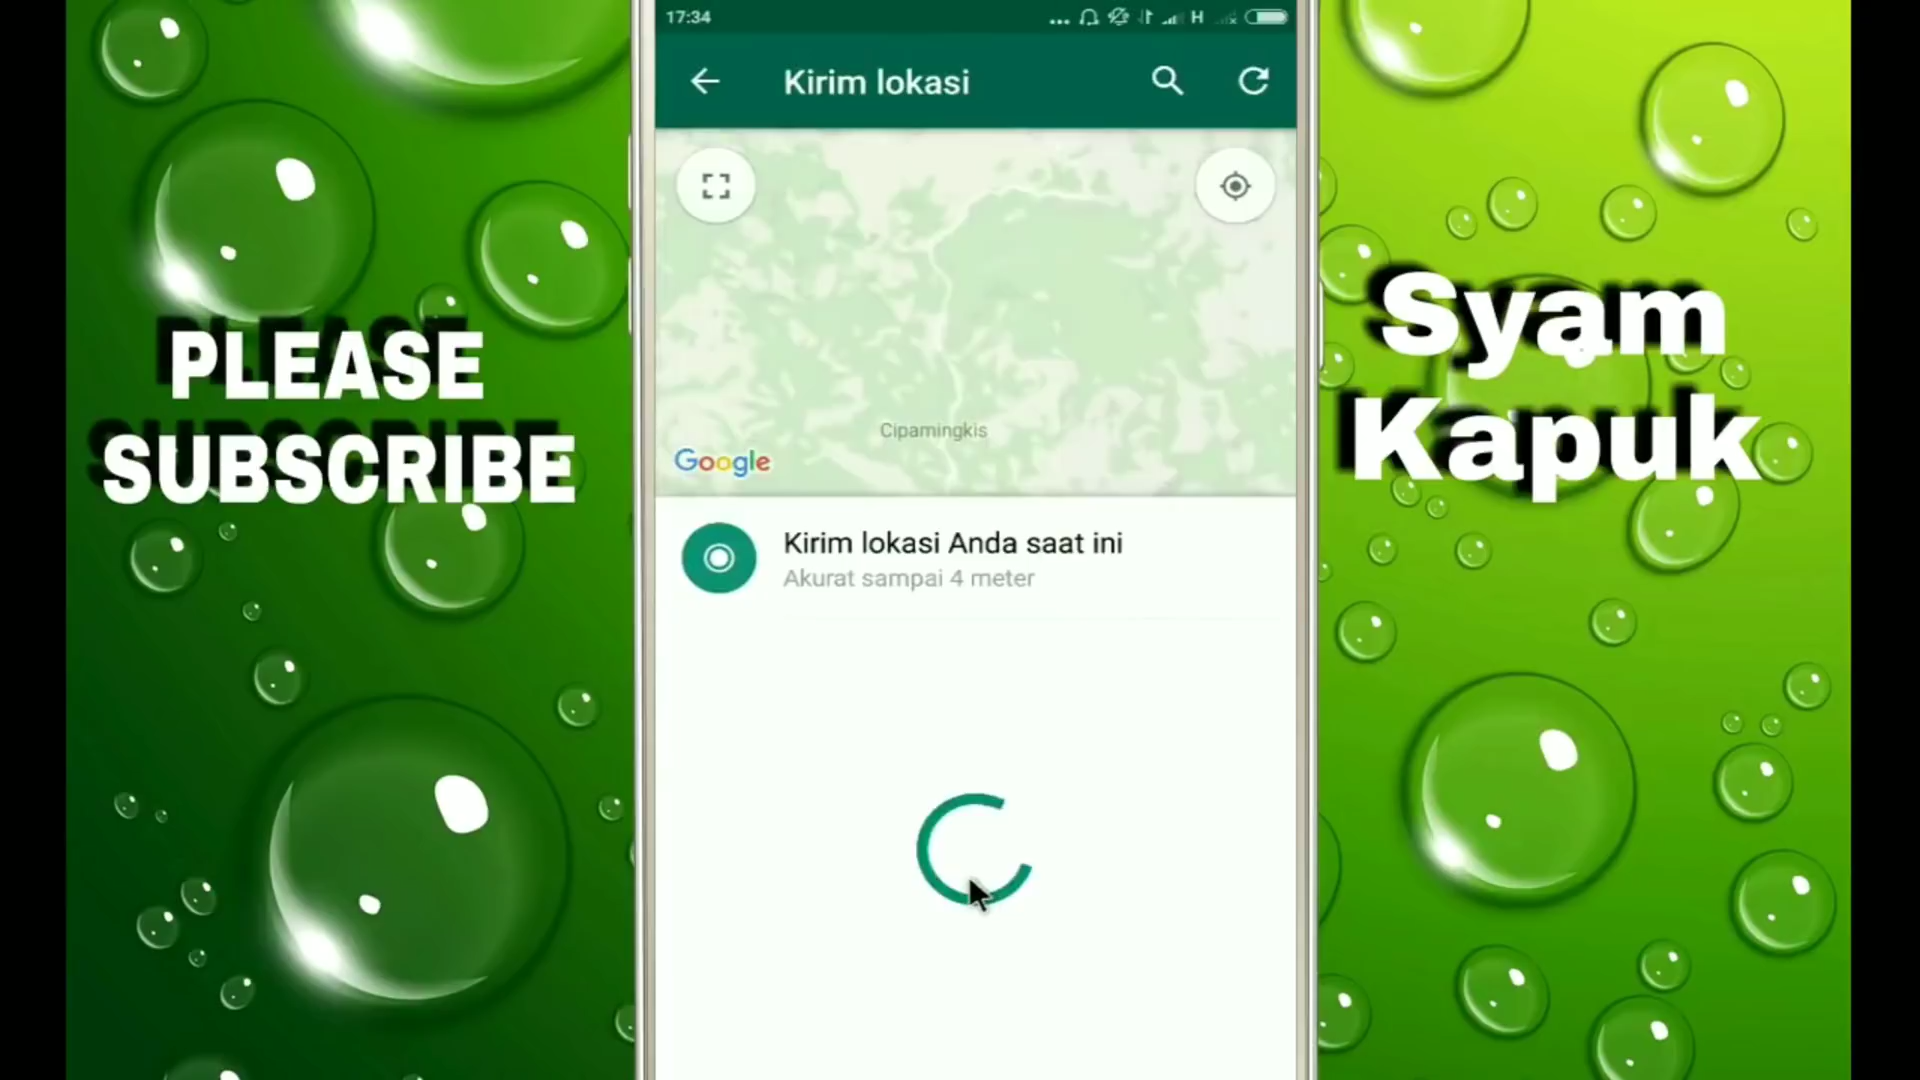 17:34
H
Kirim lokasi
Cipamingkis
Google
Kirim lokasi Anda saat ini
Akurat sampai 4 meter
PLEASE
SUBSCRIBE
Syam
Kapuk